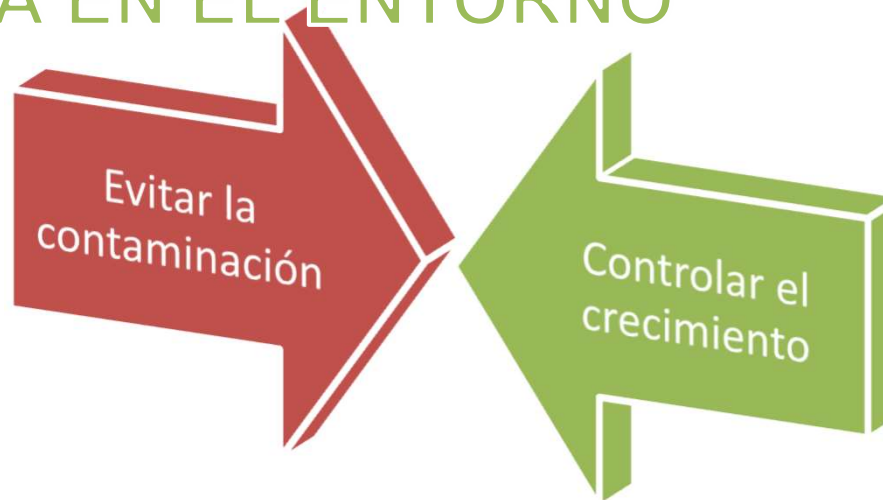 A EN EL ENTORNO
Evitar la
contaminación
Controlar el
crecimiento